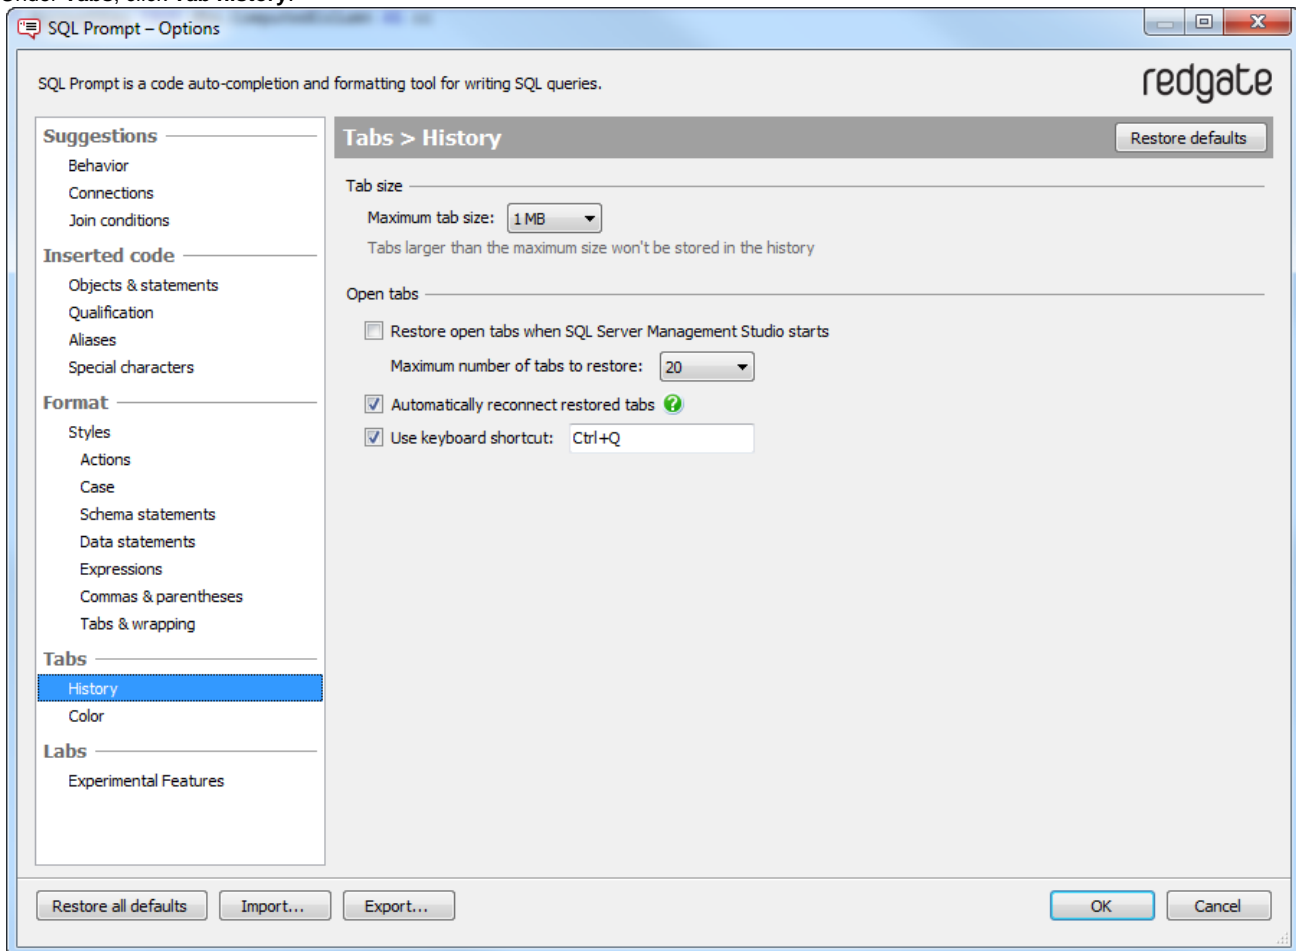 Under Tabs, click Tab history.
SQL Prompt – Options
SQL Prompt is a code auto-completion and formatting tool for writing SQL queries.
redgate
Suggestions
Behavior
Connections
Join conditions
Inserted code
Objects & statements
Qualification
Aliases
Special characters
Format
Styles
Actions
Case
Schema statements
Data statements
Expressions
Commas & parentheses
Tabs & wrapping
Tabs
History
Color
Labs
Experimental Features
Tabs > History
Restore defaults
Tab size
Maximum tab size: 1 MB
Tabs larger than the maximum size won't be stored in the history
Open tabs
Restore open tabs when SQL Server Management Studio starts
Maximum number of tabs to restore: 20
Automatically reconnect restored tabs ?
Use keyboard shortcut: Ctrl+Q
Restore all defaults
Import...
Export...
OK
Cancel